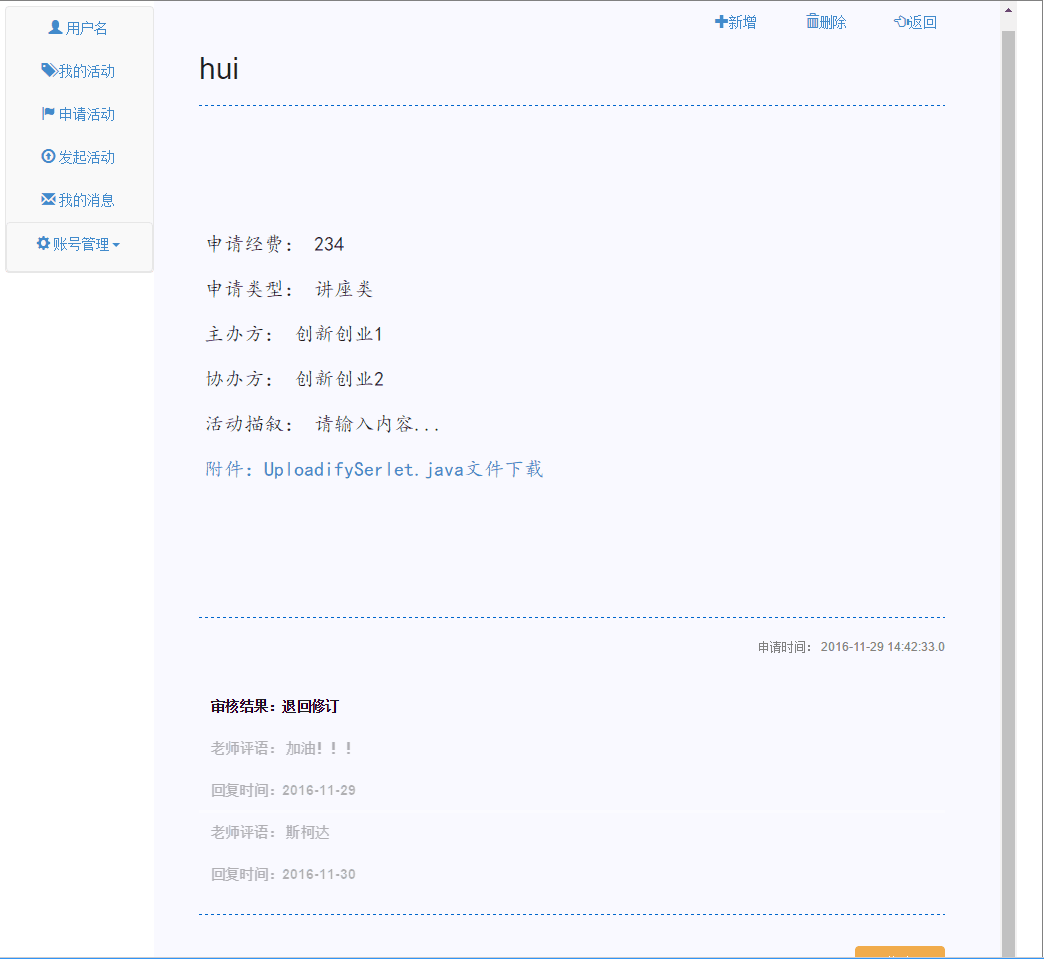 用户名
我的活动
申请活动
发起活动
我的消息
账号管理
新增 删除 返回
hui
申请经费： 234
申请类型： 讲座类
主办方： 创新创业1
协办方： 创新创业2
活动描叙： 请输入内容...
附件：UploadifySerlet.java文件下载
申请时间： 2016-11-29 14:42:33.0
审核结果：退回修订
老师评语：加油！！！
回复时间：2016-11-29
老师评语：斯柯达
回复时间：2016-11-30